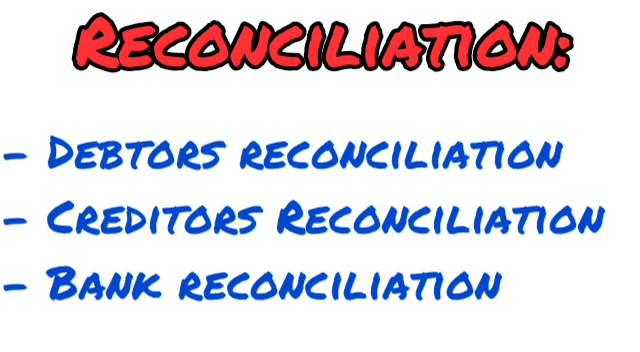 Reconciliation:
- Debtors reconciliation
- Creditors Reconciliation
- Bank reconciliation